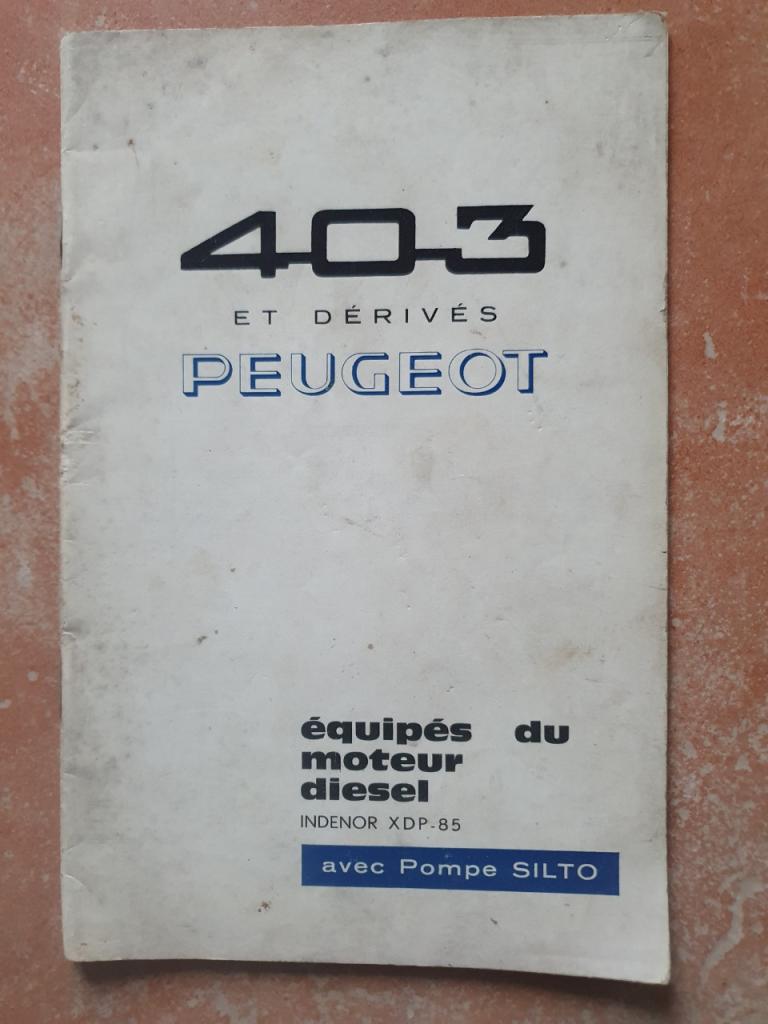 403
ET DÉRIVÉS
PEUGEOT
équipés du
moteur
diesel
INDENOR XDP-85
avec Pompe SILTO